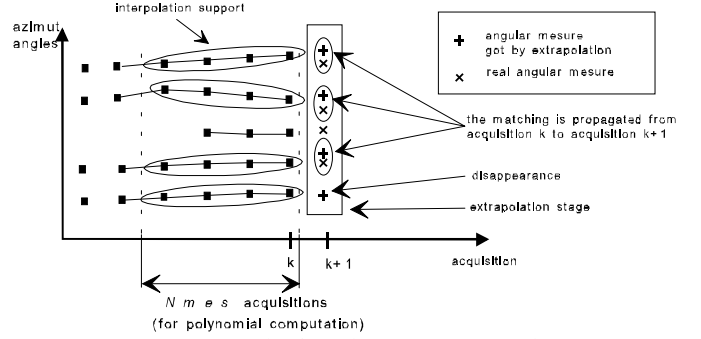 interpolation support
azimut
angles
angular mesure
got by extrapolation
real angular mesure
the matching is propagated from
acquisition k to acquisition k+1
disappearance
extrapolation stage
k
k+1
acquisition
Nmes acquisitions
(for polynomial computation)